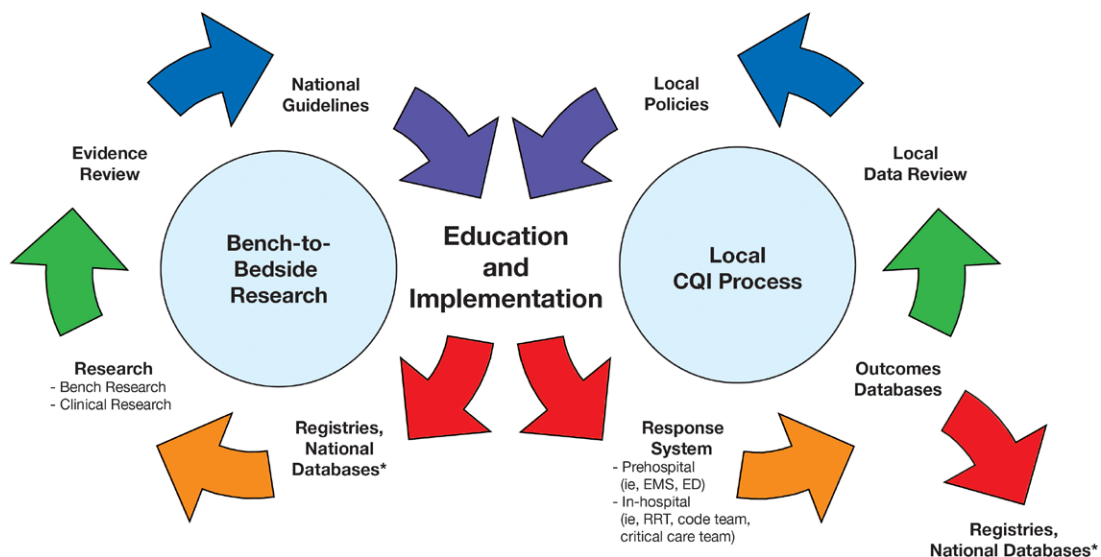 National
Guidelines
Local
Policies
Evidence
Review
Local
Data Review
Bench-to-
Bedside
Research
Education
and
Implementation
Local
CQI Process
Research
- Bench Research
- Clinical Research
Registries,
National
Databases*
Response
System
- Prehospital
(ie, EMS, ED)
- In-hospital
(ie, RRT, code team,
critical care team)
Outcomes
Databases
Registries,
National Databases*